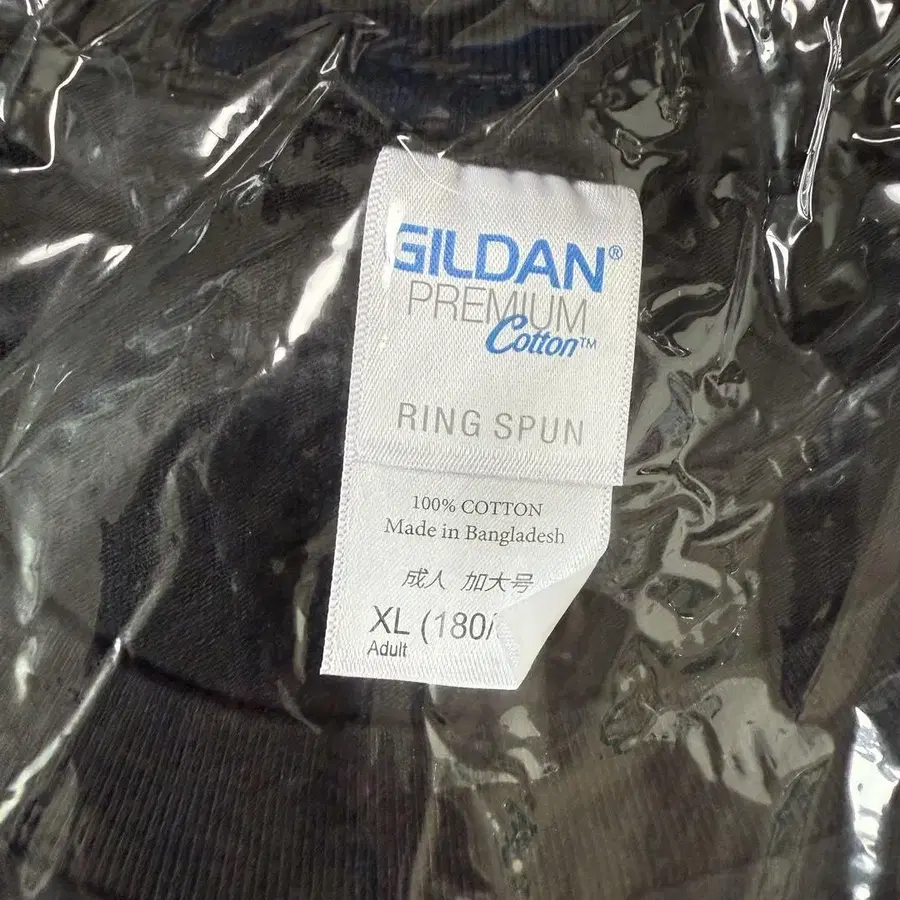 GILDAN®
PREMIUM
Cotton™
RING SPUN
100% COTTON
Made in Bangladesh
成人 加大号
XL (180/
Adult